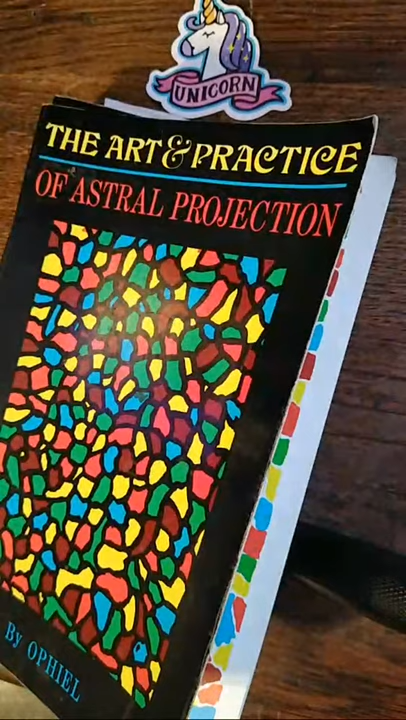 UNICORN
THE ART & PRACTICE
OF ASTRAL PROJECTION
By OPHIEL